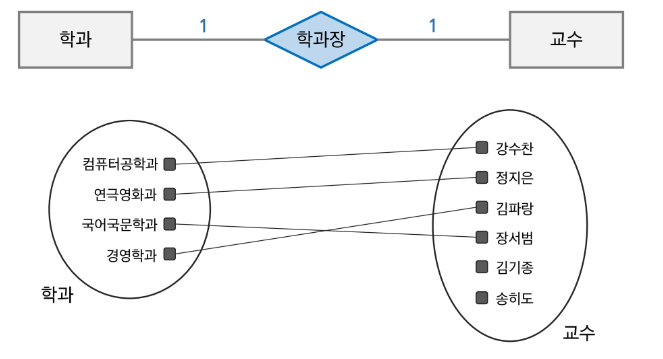 학과 1 학과장 1 교수
컴퓨터공학과
연극영화과
국어국문학과
경영학과
학과
강수찬
정지은
김파랑
장서범
김기종
송히도
교수